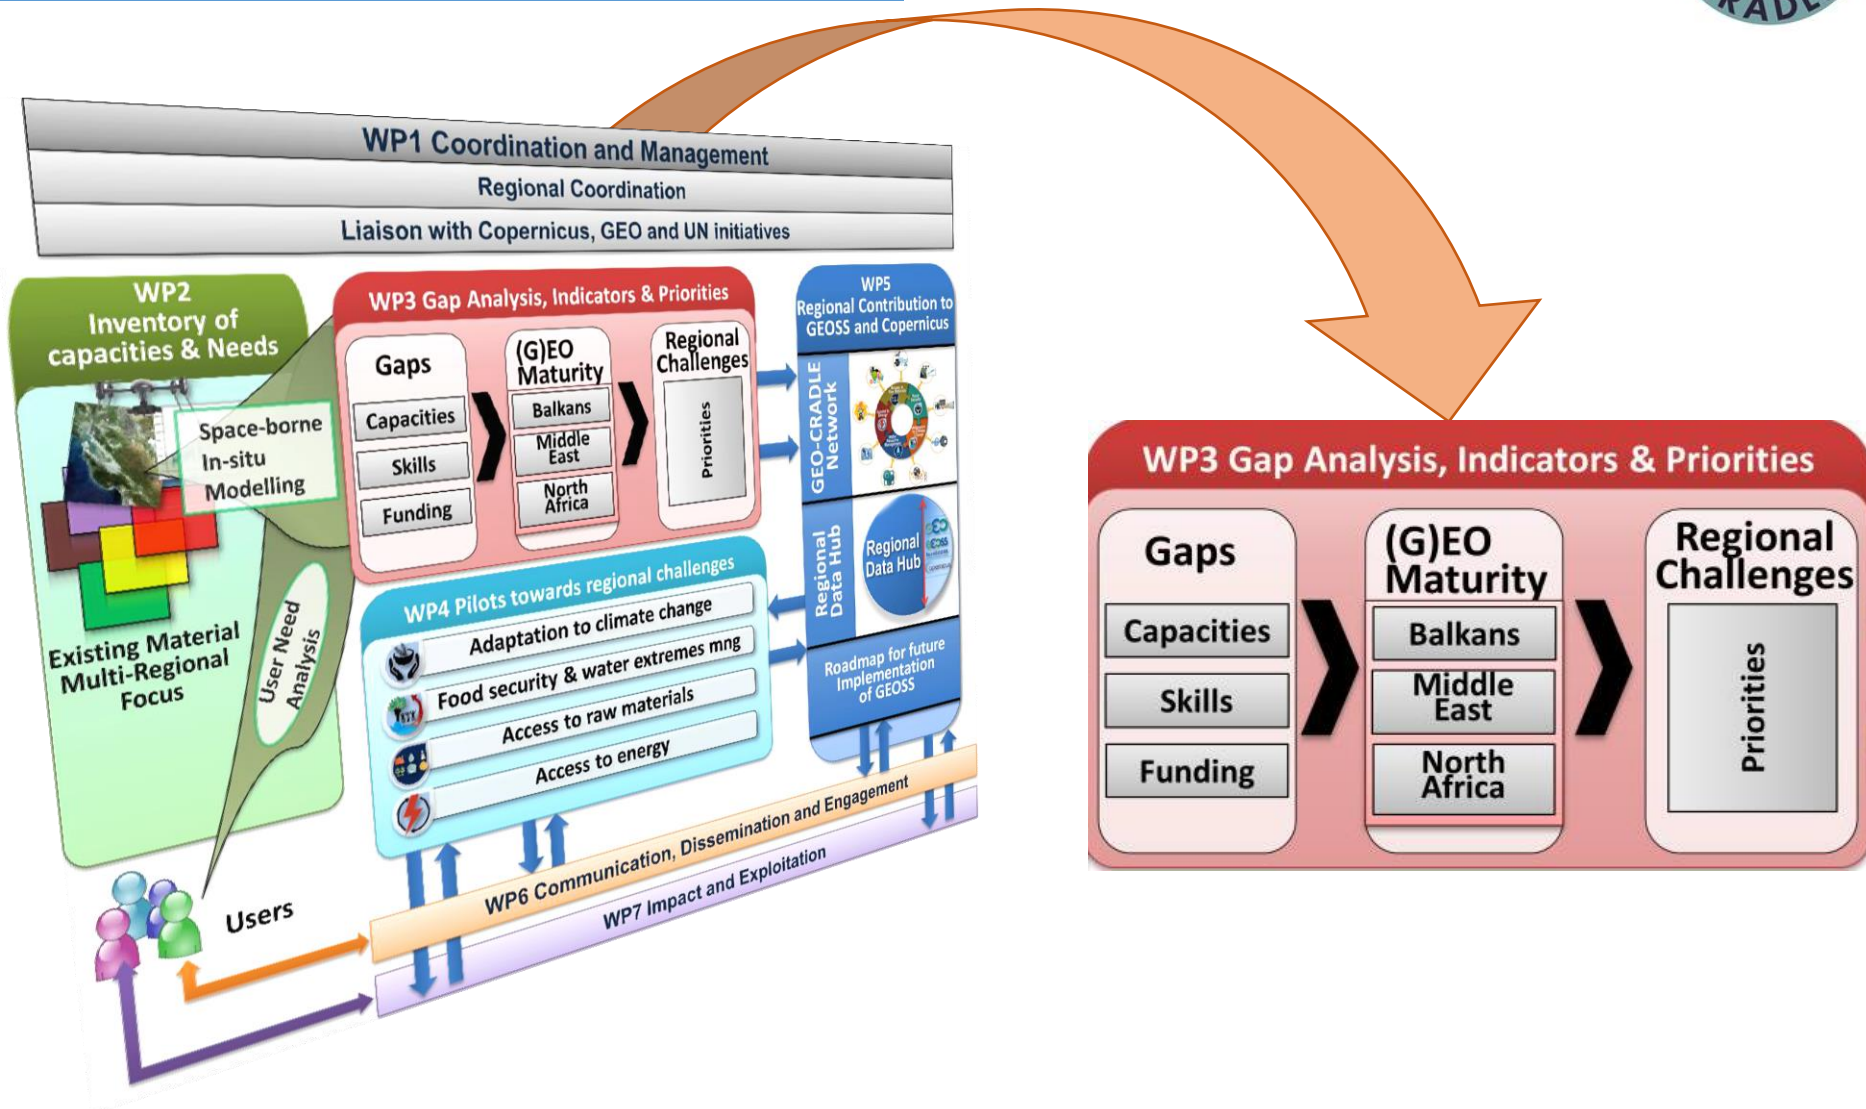 RADLE
WP1 Coordination and Management
Regional Coordination
Liaison with Copernicus, GEO and UN initiatives
WP2
Inventory of
capacities & Needs
Space-borne
In-situ
Modelling
Existing Material
Multi-Regional
Focus
User Need
Analysis
Users
WP3 Gap Analysis, Indicators & Priorities
Gaps
Capacities
Skills
Funding
(G)EO
Maturity
Balkans
Middle
East
North
Africa
Regional
Challenges
Priorities
WP4 Pilots towards regional challenges
Adaptation to climate change
Food security & water extremes mng
Access to raw materials
Access to energy
WP5
Regional Contribution to
GEOSS and Copernicus
GEO-CRADLE
Network
Regional
Data Hub
Regional
Data Hub
Roadmap for future
Implementation
of GEOSS
WP6 Communication, Dissemination and Engagement
WP7 Impact and Exploitation
WP3 Gap Analysis, Indicators & Priorities
Gaps
Capacities
Skills
Funding
(G)EO
Maturity
Balkans
Middle
East
North
Africa
Regional
Challenges
Priorities